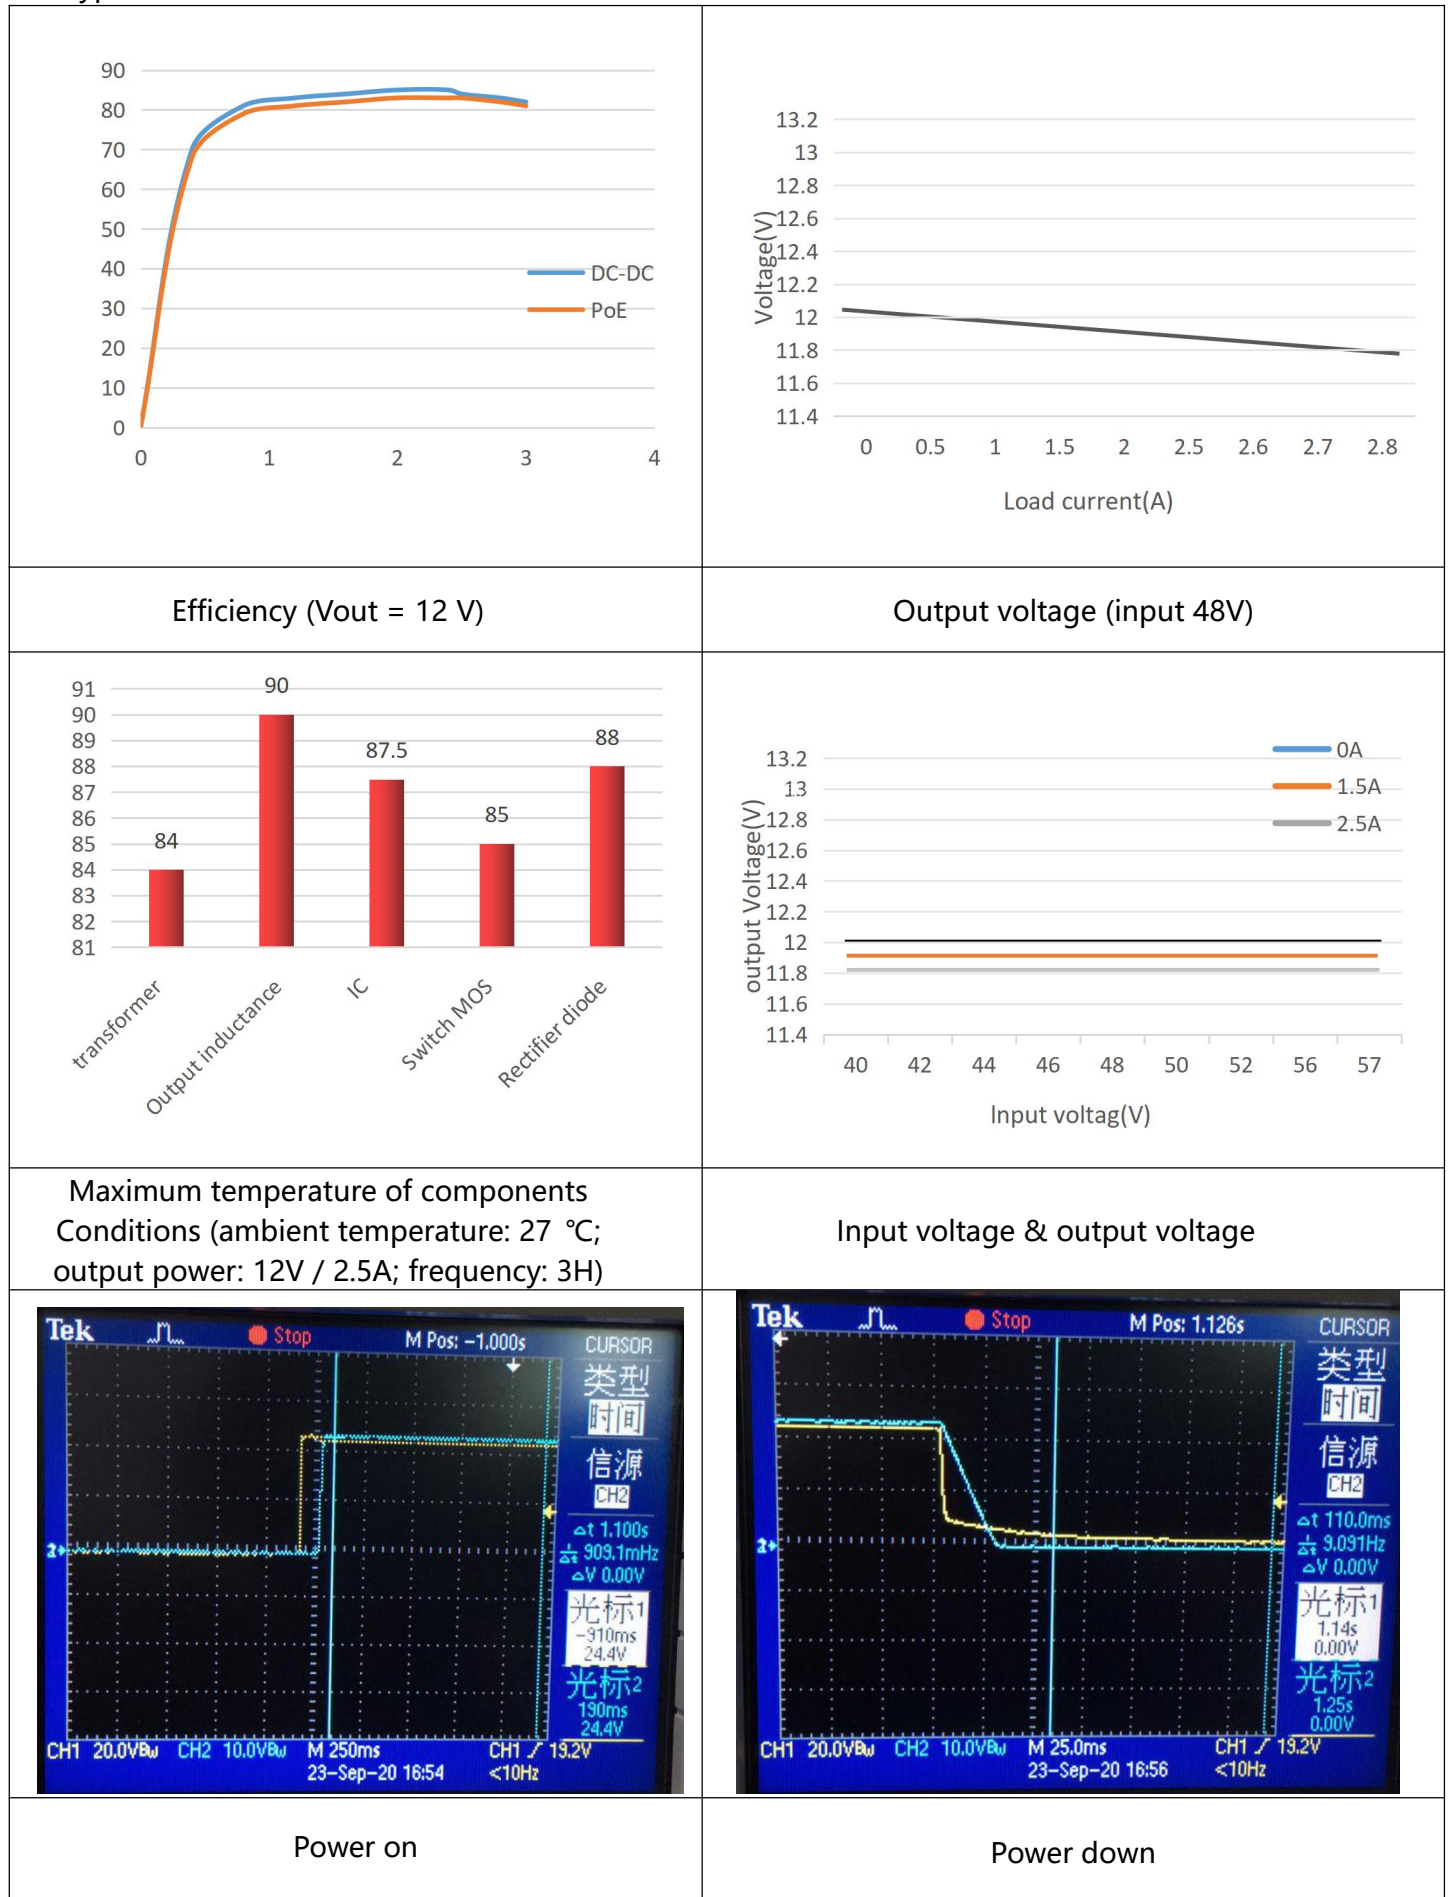 90
80
70
60
50
40
30
20
10
0
0 1 2 3 4
DC-DC
PoE
13.2
13
12.8
12.6
12.4
12.2
12
11.8
11.6
11.4
Voltage(V)
0 0.5 1 1.5 2 2.5 2.6 2.7 2.8
Load current(A)
Efficiency (Vout = 12 V)
Output voltage (input 48V)
91
90
89
88
87
86
85
84
83
82
81
84
90
87.5
85
88
transformer
Output inductance
IC
Switch MOS
Rectifier diode
13.2
13
12.8
12.6
12.4
12.2
12
11.8
11.6
11.4
output Voltage(V)
0A
1.5A
2.5A
40 42 44 46 48 50 52 56 57
Input voltag(V)
Maximum temperature of components
Conditions (ambient temperature: 27 ℃;
output power: 12V / 2.5A; frequency: 3H)
Input voltage & output voltage
Tek Stop M Pos: -1.000s CURSOR
类型
时间
信源
CH2
△t 1.100s
1/△t 909.1mHz
△V 0.00V
光标1
-910ms
24.4V
光标2
190ms
24.4V
2
CH1 20.0VBw CH2 10.0VBw M 250ms CH1 19.2V
23-Sep-20 16:54 <10Hz
Tek Stop M Pos: 1.126s CURSOR
类型
时间
信源
CH2
△t 110.0ms
1/△t 9.091Hz
△V 0.00V
光标1
1.14s
0.00V
光标2
1.25s
0.00V
2
CH1 20.0VBw CH2 10.0VBw M 25.0ms CH1 19.2V
23-Sep-20 16:56 <10Hz
Power on
Power down